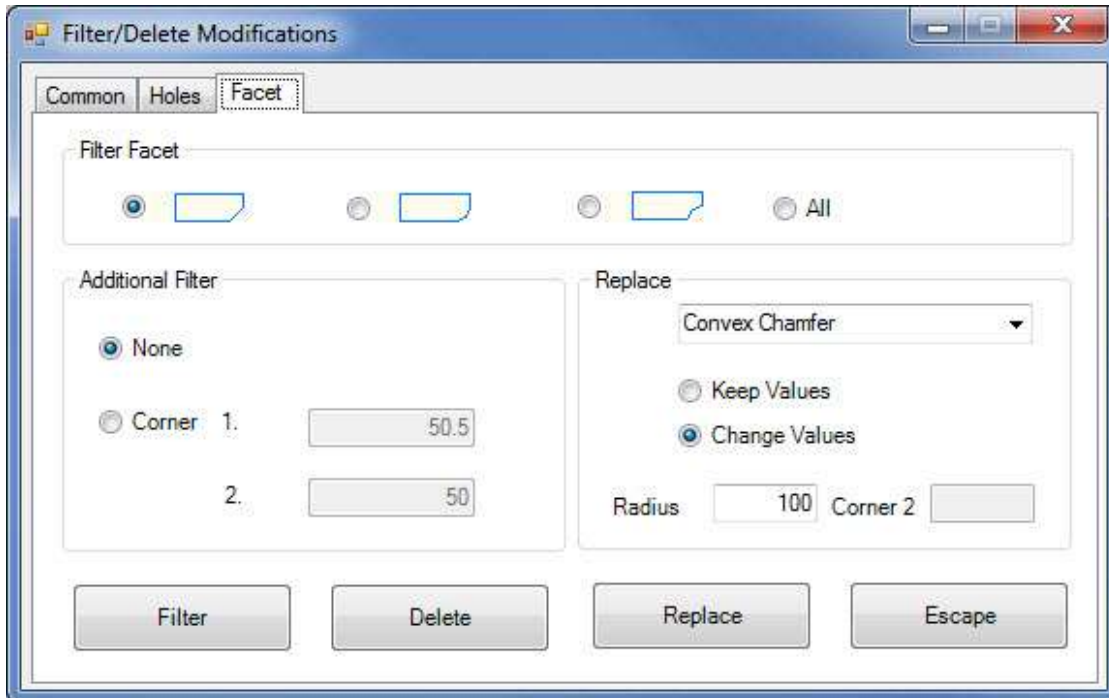 Filter/Delete Modifications
Common Holes Facet
Filter Facet
All
Additional Filter
None
Corner 1. 50.5
2. 50
Replace
Convex Chamfer
Keep Values
Change Values
Radius 100 Corner 2
Filter Delete Replace Escape